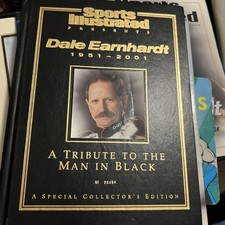 Sports Illustrated
PRESENTS
Dale Earnhardt
1951-2001
A TRIBUTE TO THE
MAN IN BLACK
A SPECIAL COLLECTOR'S EDITION